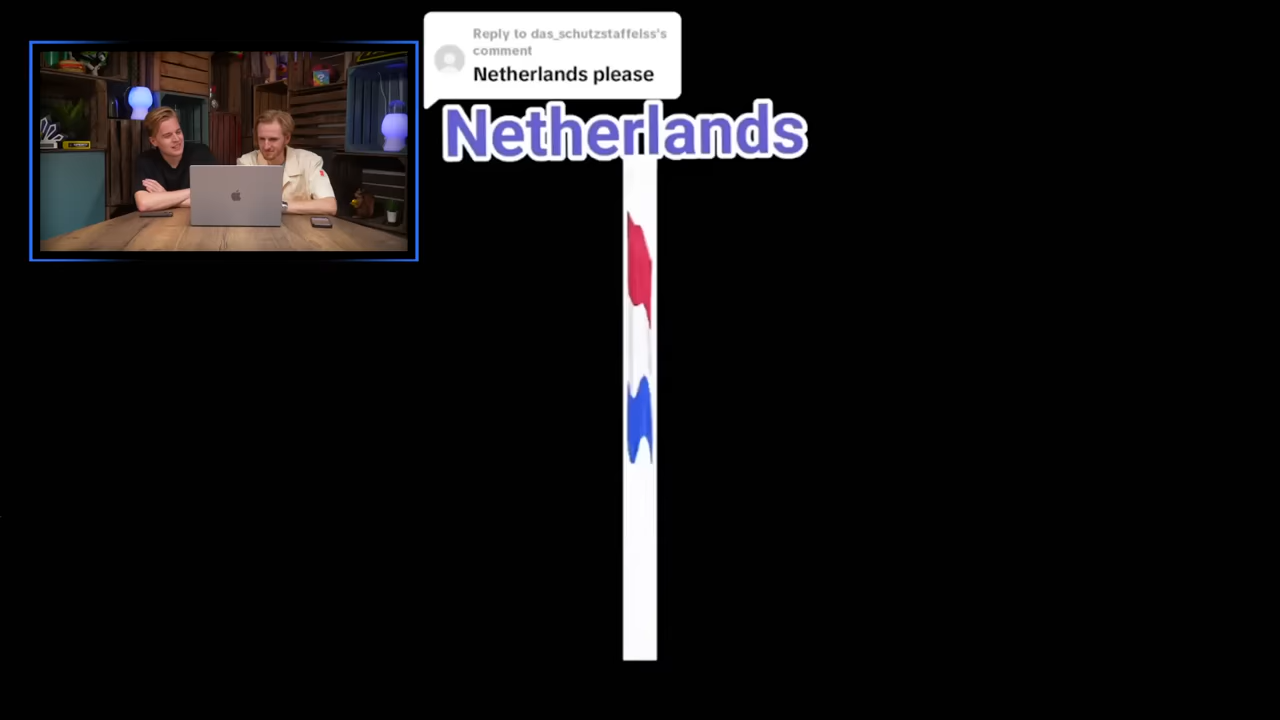 Reply to das_schutzstaffelss's
comment
Netherlands please
Netherlands